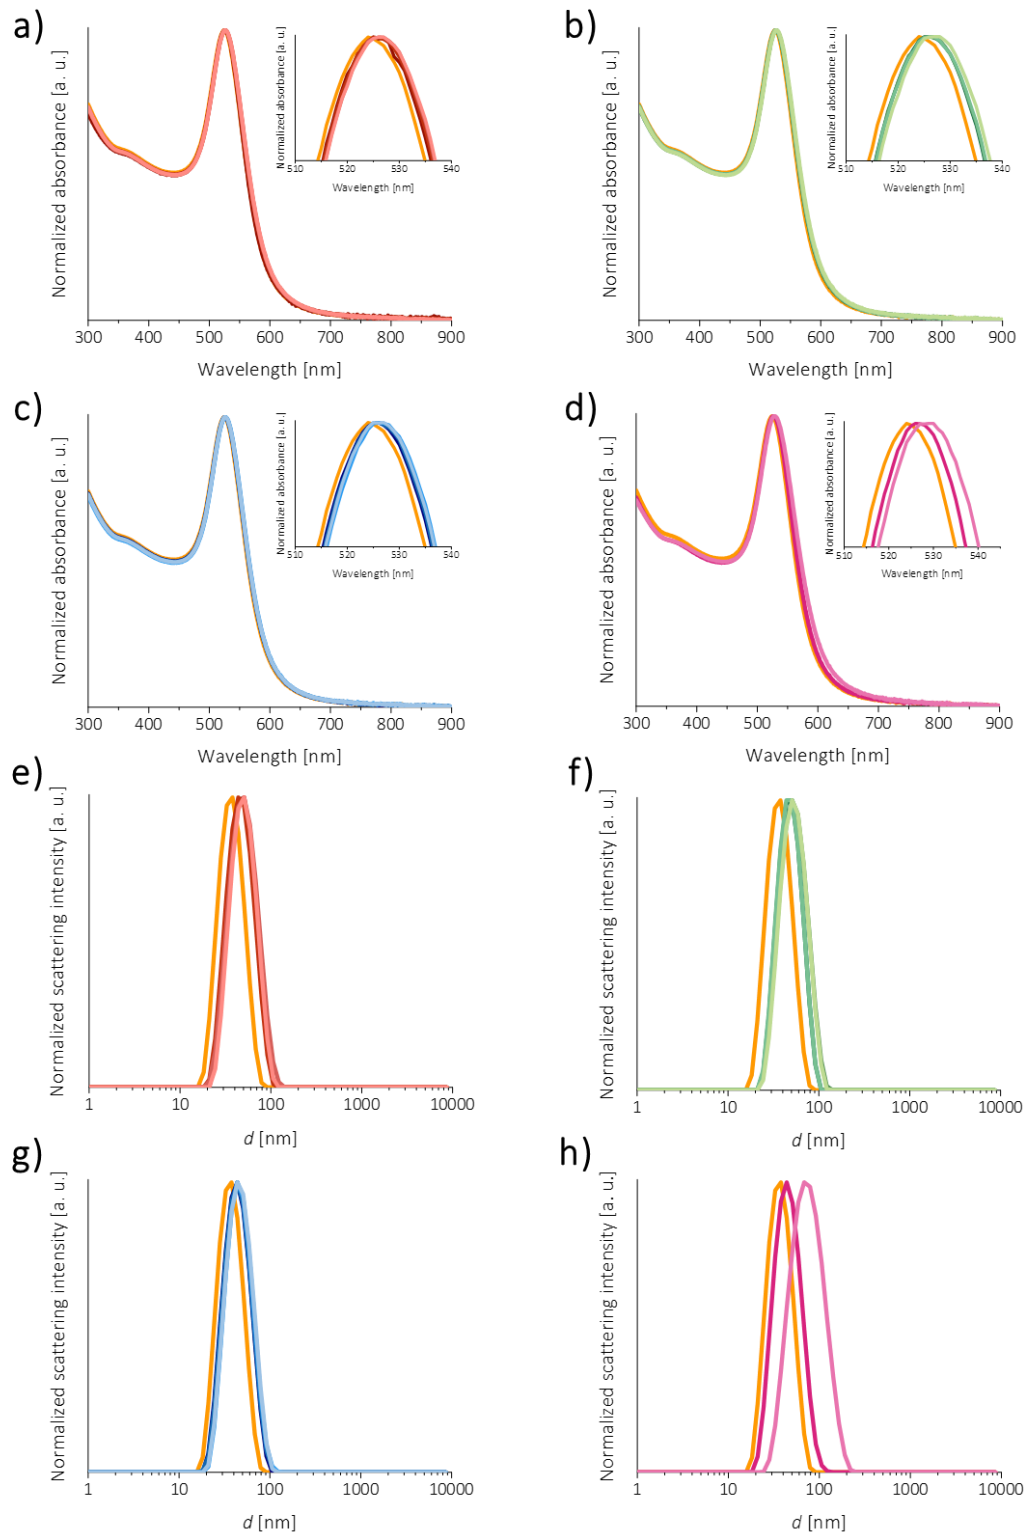 a)
Normalized absorbance [a. u.]
300 400 500 600 700 800 900
Wavelength [nm]
Normalized absorbance [a. u.]
510 520 530 540
Wavelength [nm]
b)
Normalized absorbance [a. u.]
300 400 500 600 700 800 900
Wavelength [nm]
Normalized absorbance [a. u.]
510 520 530 540
Wavelength [nm]
c)
Normalized absorbance [a. u.]
300 400 500 600 700 800 900
Wavelength [nm]
Normalized absorbance [a. u.]
510 520 530 540
Wavelength [nm]
d)
Normalized absorbance [a. u.]
300 400 500 600 700 800 900
Wavelength [nm]
Normalized absorbance [a. u.]
510 520 530 540
Wavelength [nm]
e)
Normalized scattering intensity [a. u.]
1 10 100 1000 10000
d [nm]
f)
Normalized scattering intensity [a. u.]
1 10 100 1000 10000
d [nm]
g)
Normalized scattering intensity [a. u.]
1 10 100 1000 10000
d [nm]
h)
Normalized scattering intensity [a. u.]
1 10 100 1000 10000
d [nm]